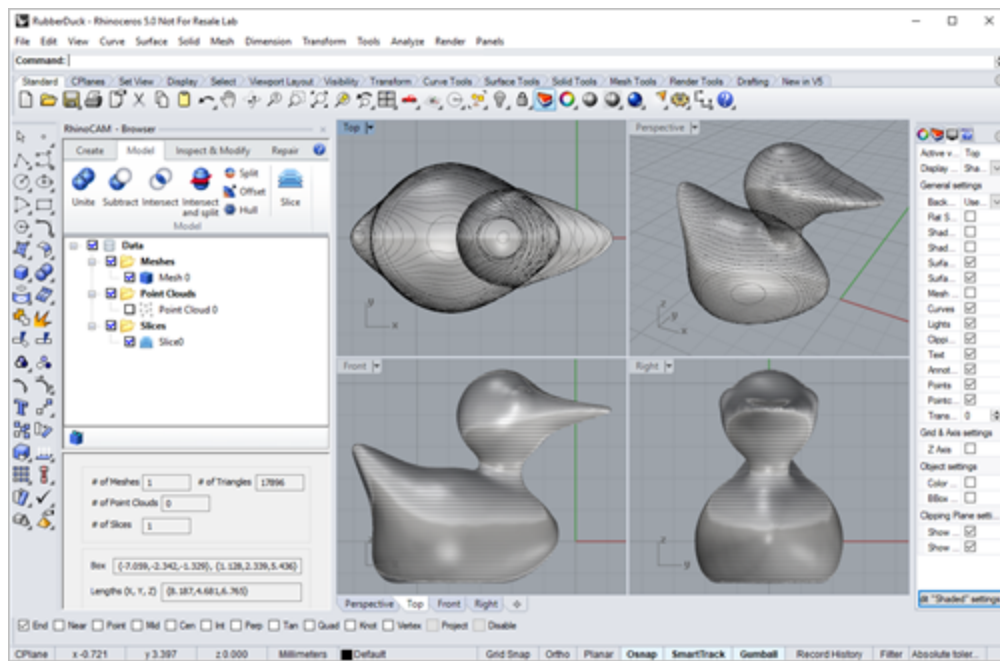 RubberDuck - Rhinoceros 5.0 Not For Resale Lab
File Edit View Curve Surface Solid Mesh Dimension Transform Tools Analyze Render Panels
Command:
Standard CPlanes Set View Display Select Viewport Layout Visibility Transform Curve Tools Surface Tools Solid Tools Mesh Tools Render Tools Drafting New in V5
RhinoCAM - Browser
Create Model Inspect & Modify Repair
Unite Subtract Intersect Intersect and split
Split
Offset
Hull
Slice
Model
Data
Meshes
Mesh 0
Point Clouds
Point Cloud 0
Slices
Slice0
# of Meshes 1 # of Triangles 17896
# of Point Clouds 0
# of Slices 1
Box (-7.059,-2.342,-1.329), (1.128,2.339,5.436)
Lengths (X, Y, Z) (8.187,4.681,6.765)
Top
y
x
Perspective
z
y
x
Front
z
x
Right
z
y
Perspective Top Front Right
Active v... Top
Display ... Sha...
General settings
Back... Use...
Flat S...
Shad...
Shad...
Surfa...
Surfa...
Mesh ...
Curves
Lights
Clippi...
Text
Annot...
Points
Pointc...
Trans... 0
Grid & Axis settings
Z Axis
Object settings
Color ...
BBox ...
Clipping Plane setti...
Show ...
Show ...
"Shaded" settings
End Near Point Mid Cen Int Perp Tan Quad Knot Vertex Project Disable
CPlane x -0.721 y 3.397 z 0.000 Millimeters Default Grid Snap Ortho Planar Osnap SmartTrack Gumball Record History Filter Absolute toler...